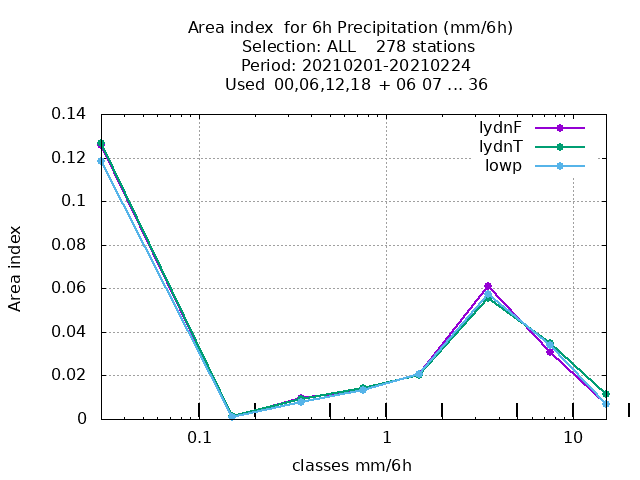 Area index  for 6h Precipitation (mm/6h)
Selection: ALL    278 stations
Period: 20210201-20210224
Used  00,06,12,18 + 06 07 ... 36
lydnF
lydnT
lowp
0.14
0.12
0.1
0.08
0.06
0.04
0.02
0
Area index
0.1
1
10
classes mm/6h